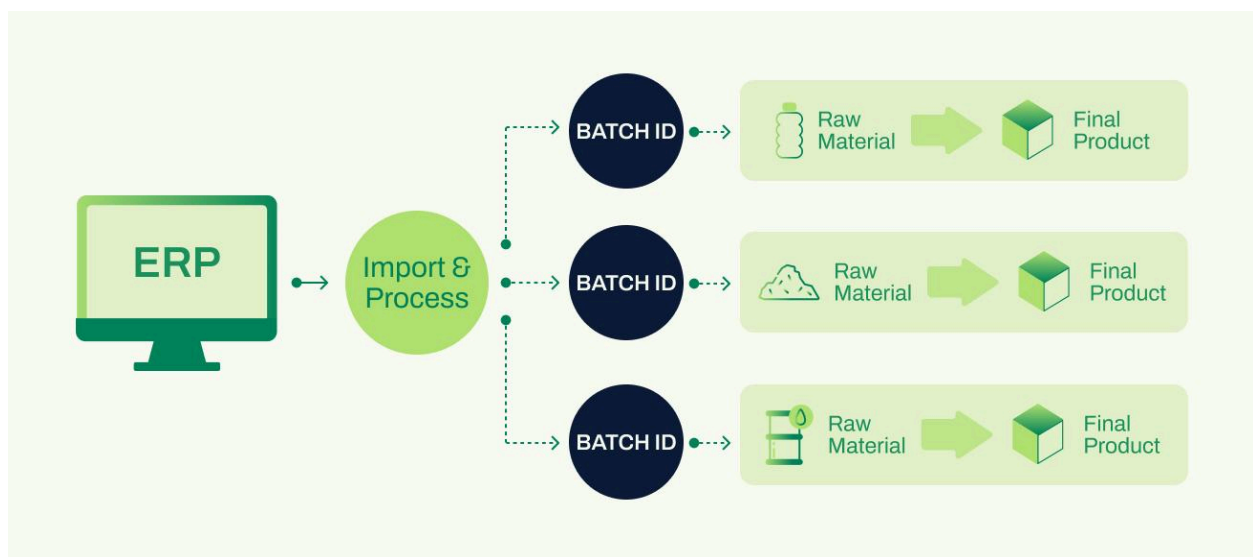 ERP
Import &
Process
BATCH ID
Raw
Material
Final
Product
BATCH ID
Raw
Material
Final
Product
BATCH ID
Raw
Material
Final
Product